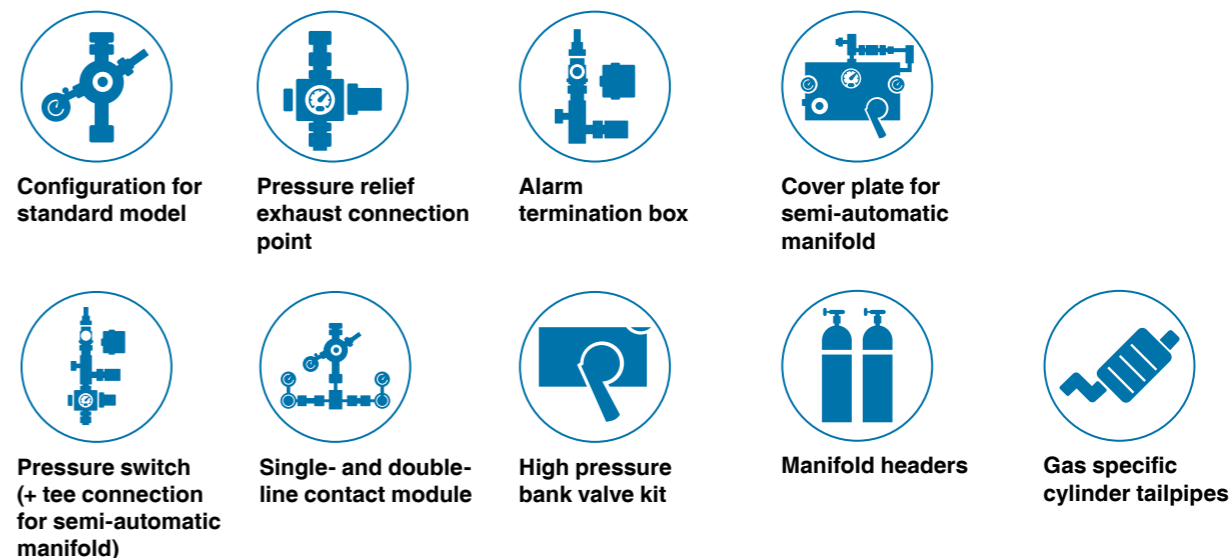 Configuration for
standard model
Pressure relief
exhaust connection
point
Alarm
termination box
Cover plate for
semi-automatic
manifold
Pressure switch
(+ tee connection
for semi-automatic
manifold)
Single- and double-
line contact module
High pressure
bank valve kit
Manifold headers
Gas specific
cylinder tailpipes